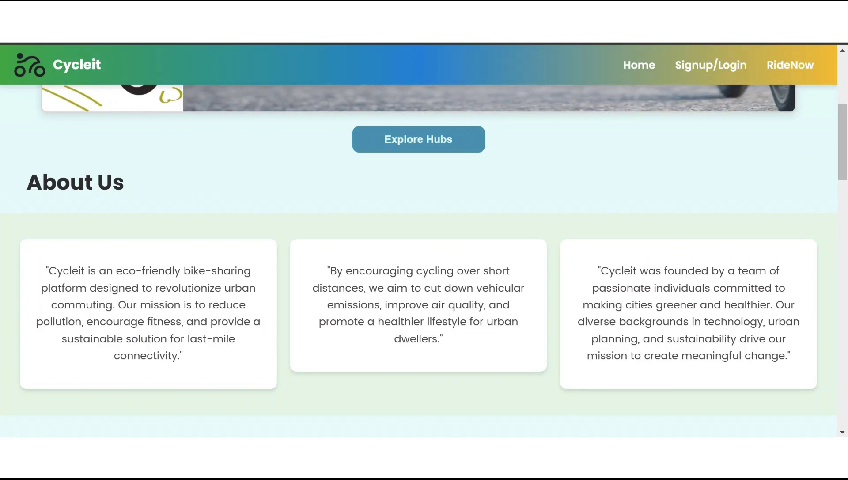 Cycleit
Home Signup/Login RideNow
Explore Hubs
About Us
"Cycleit is an eco-friendly bike-sharing
platform designed to revolutionize urban
commuting. Our mission is to reduce
pollution, encourage fitness, and provide a
sustainable solution for last-mile
connectivity."
"By encouraging cycling over short
distances, we aim to cut down vehicular
emissions, improve air quality, and
promote a healthier lifestyle for urban
dwellers."
"Cycleit was founded by a team of
passionate individuals committed to
making cities greener and healthier. Our
diverse backgrounds in technology, urban
planning, and sustainability drive our
mission to create meaningful change."